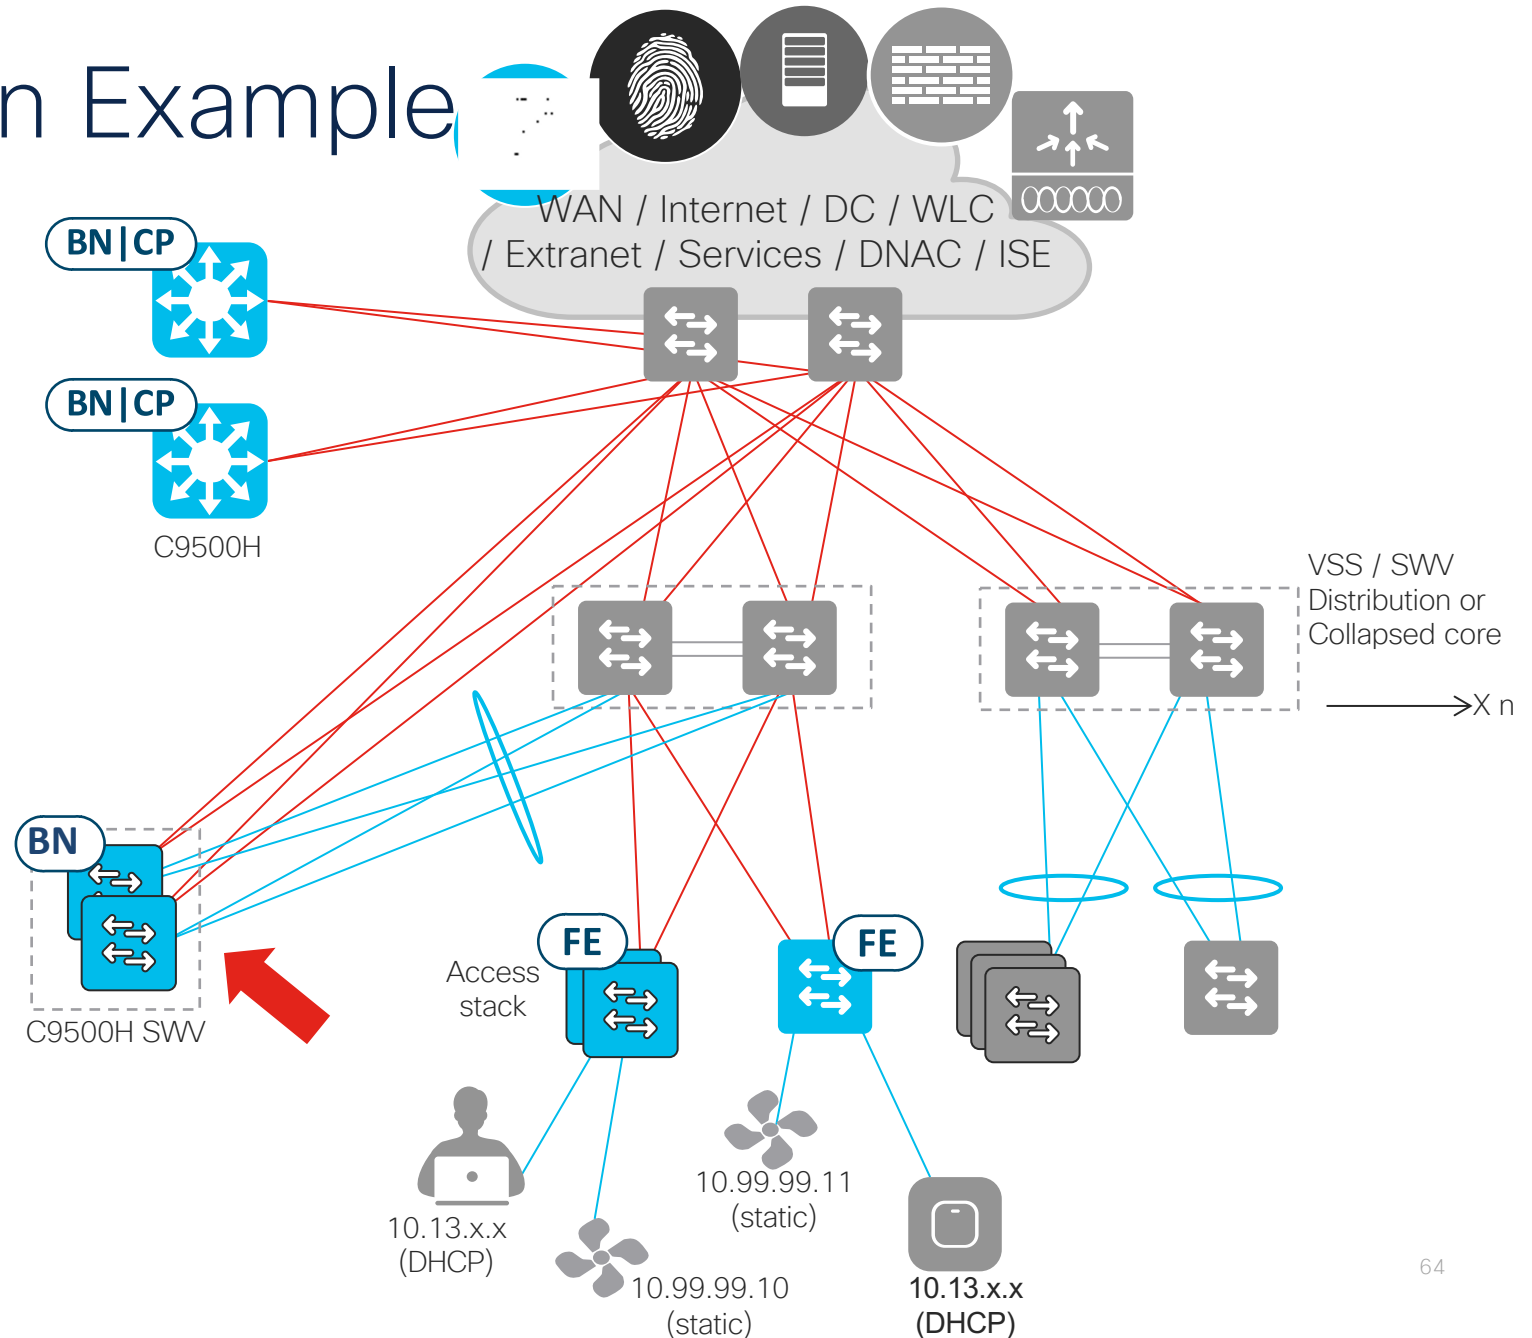 n Example
WAN / Internet / DC / WLC
/ Extranet / Services / DNAC / ISE
BN|CP
BN|CP
C9500H
VSS / SWV
Distribution or
Collapsed core
X n
BN
C9500H SWV
FE
Access
stack
FE
10.13.x.x
(DHCP)
10.99.99.10
(static)
10.99.99.11
(static)
10.13.x.x
(DHCP)
64